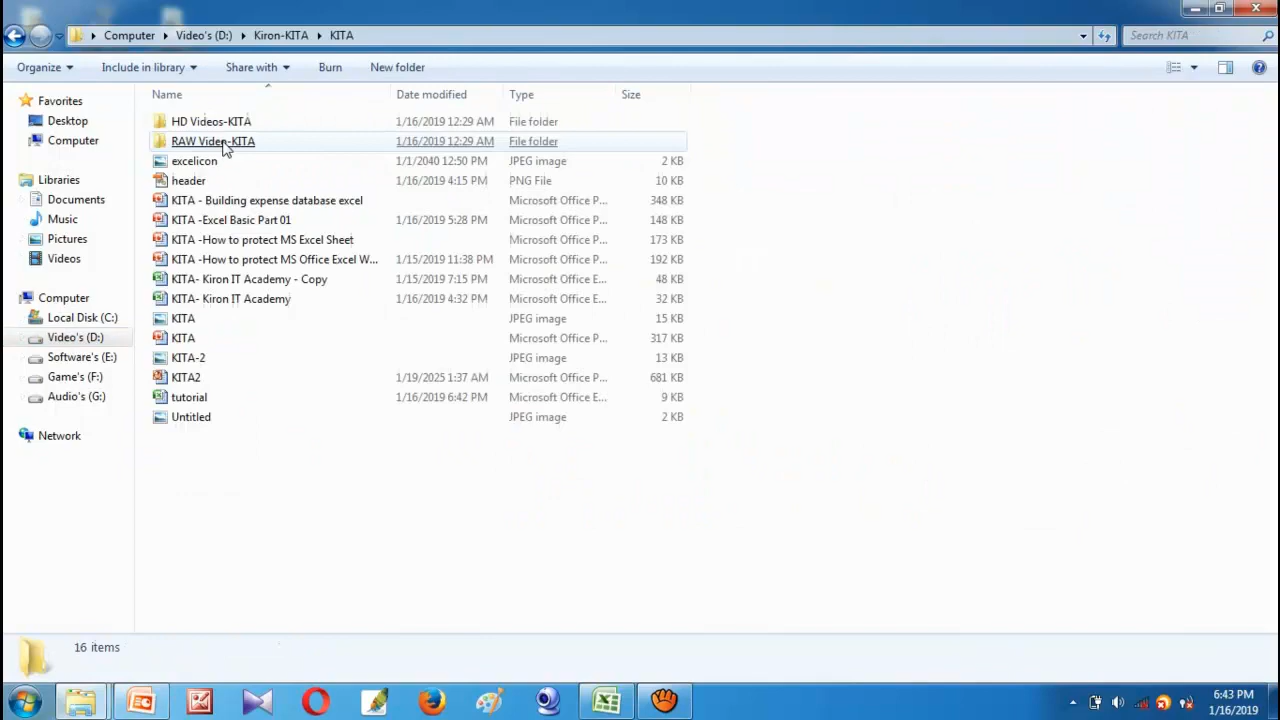 Computer Video's (D:) Kiron-KITA KITA Search KITA
Organize Include in library Share with Burn New folder
Name Date modified Type Size
Favorites
Desktop
Computer
Libraries
Documents
Music
Pictures
Videos
Computer
Local Disk (C:)
Video's (D:)
Software's (E:)
Game's (F:)
Audio's (G:)
Network
HD Videos-KITA 1/16/2019 12:29 AM File folder
RAW Video-KITA 1/16/2019 12:29 AM File folder
excelicon 1/1/2040 12:50 PM JPEG image 2 KB
header 1/16/2019 4:15 PM PNG File 10 KB
KITA - Building expense database excel Microsoft Office P... 348 KB
KITA -Excel Basic Part 01 1/16/2019 5:28 PM Microsoft Office P... 148 KB
KITA -How to protect MS Excel Sheet Microsoft Office P... 173 KB
KITA -How to protect MS Office Excel W... 1/15/2019 11:38 PM Microsoft Office P... 192 KB
KITA- Kiron IT Academy - Copy 1/15/2019 7:15 PM Microsoft Office E... 48 KB
KITA- Kiron IT Academy 1/16/2019 4:32 PM Microsoft Office E... 32 KB
KITA JPEG image 15 KB
KITA Microsoft Office P... 317 KB
KITA-2 JPEG image 13 KB
KITA2 1/19/2025 1:37 AM Microsoft Office P... 681 KB
tutorial 1/16/2019 6:42 PM Microsoft Office E... 9 KB
Untitled JPEG image 2 KB
16 items
6:43 PM
1/16/2019